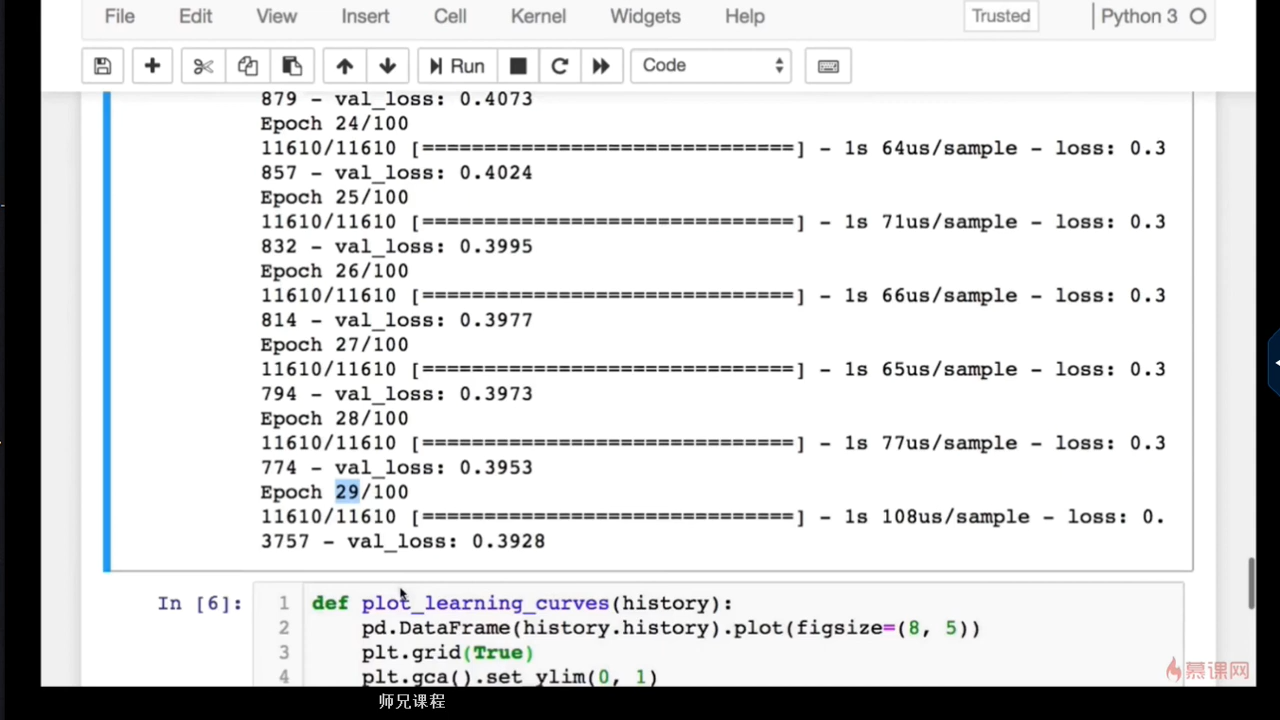 File Edit View Insert Cell Kernel Widgets Help Trusted Python 3
Run Code
879 - val_loss: 0.4073
Epoch 24/100
11610/11610 [==============================] - 1s 64us/sample - loss: 0.3
857 - val_loss: 0.4024
Epoch 25/100
11610/11610 [==============================] - 1s 71us/sample - loss: 0.3
832 - val_loss: 0.3995
Epoch 26/100
11610/11610 [==============================] - 1s 66us/sample - loss: 0.3
814 - val_loss: 0.3977
Epoch 27/100
11610/11610 [==============================] - 1s 65us/sample - loss: 0.3
794 - val_loss: 0.3973
Epoch 28/100
11610/11610 [==============================] - 1s 77us/sample - loss: 0.3
774 - val_loss: 0.3953
Epoch 29/100
11610/11610 [==============================] - 1s 108us/sample - loss: 0.
3757 - val_loss: 0.3928
In [6]: 1 def plot_learning_curves(history):
2 pd.DataFrame(history.history).plot(figsize=(8, 5))
3 plt.grid(True)
4 plt.gca().set_ylim(0, 1)
慕课网
师兄课程